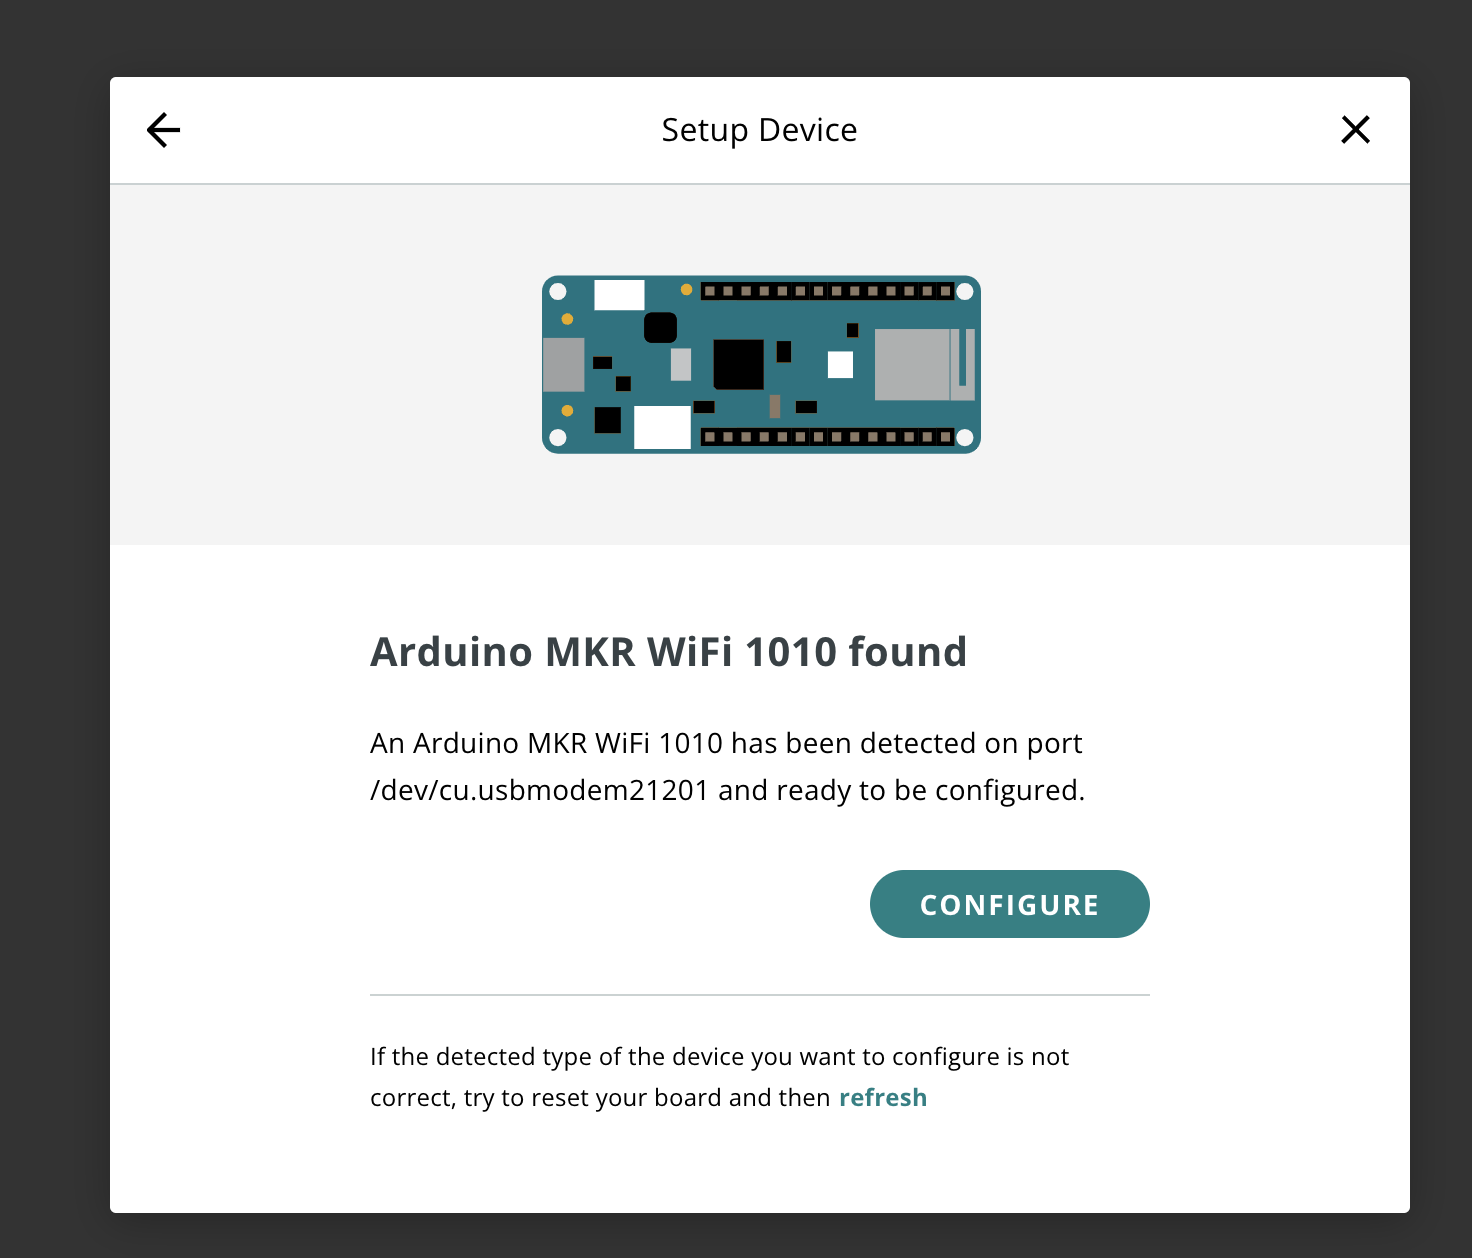 Setup Device
Arduino MKR WiFi 1010 found
An Arduino MKR WiFi 1010 has been detected on port
/dev/cu.usbmodem21201 and ready to be configured.
CONFIGURE
If the detected type of the device you want to configure is not
correct, try to reset your board and then refresh